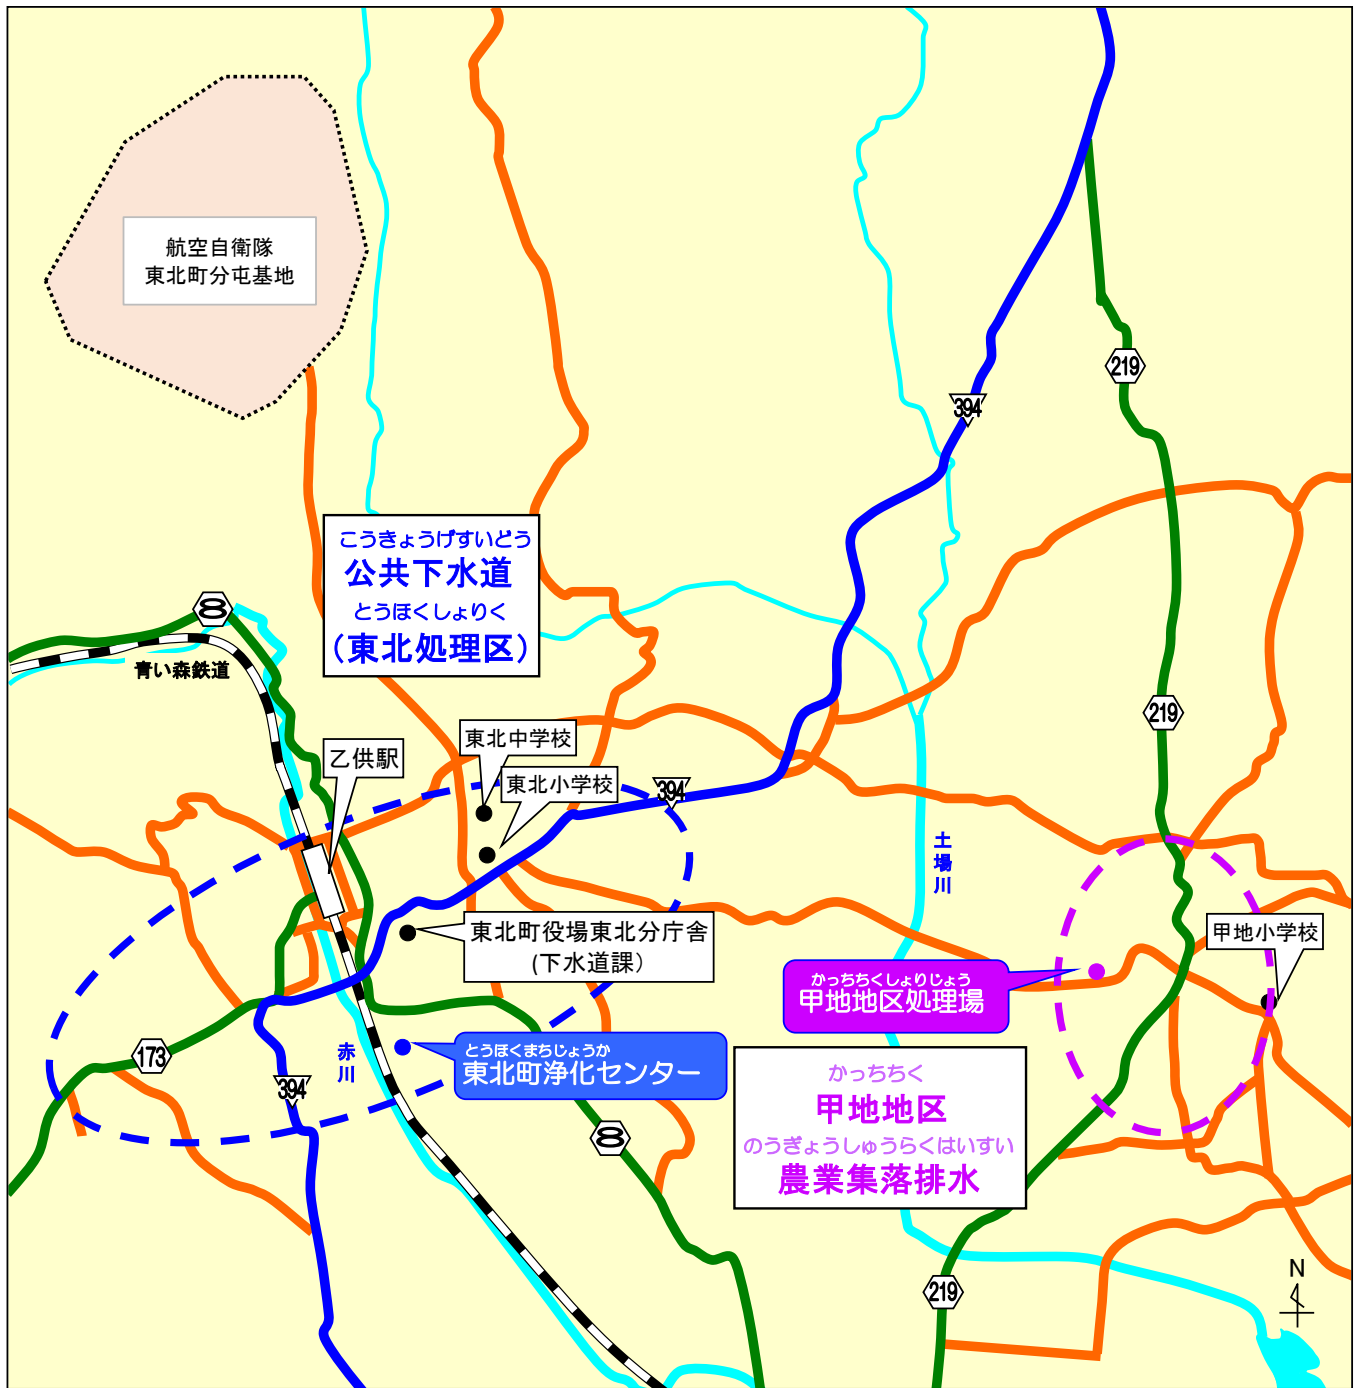 航空自衛隊
東北町分屯基地
219
394
こうきょうげすいどう
公共下水道
とうほくしょりく
(東北処理区)
8
青い森鉄道
219
東北中学校
乙供駅
東北小学校
394
土場川
東北町役場東北分庁舎
(下水道課)
甲地小学校
かっちちくしょりじょう
甲地地区処理場
173
赤川
とうほくまちじょうか
東北町浄化センター
394
かっちちく
甲地地区
のうぎょうしゅうらくはいすい
農業集落排水
8
219
N